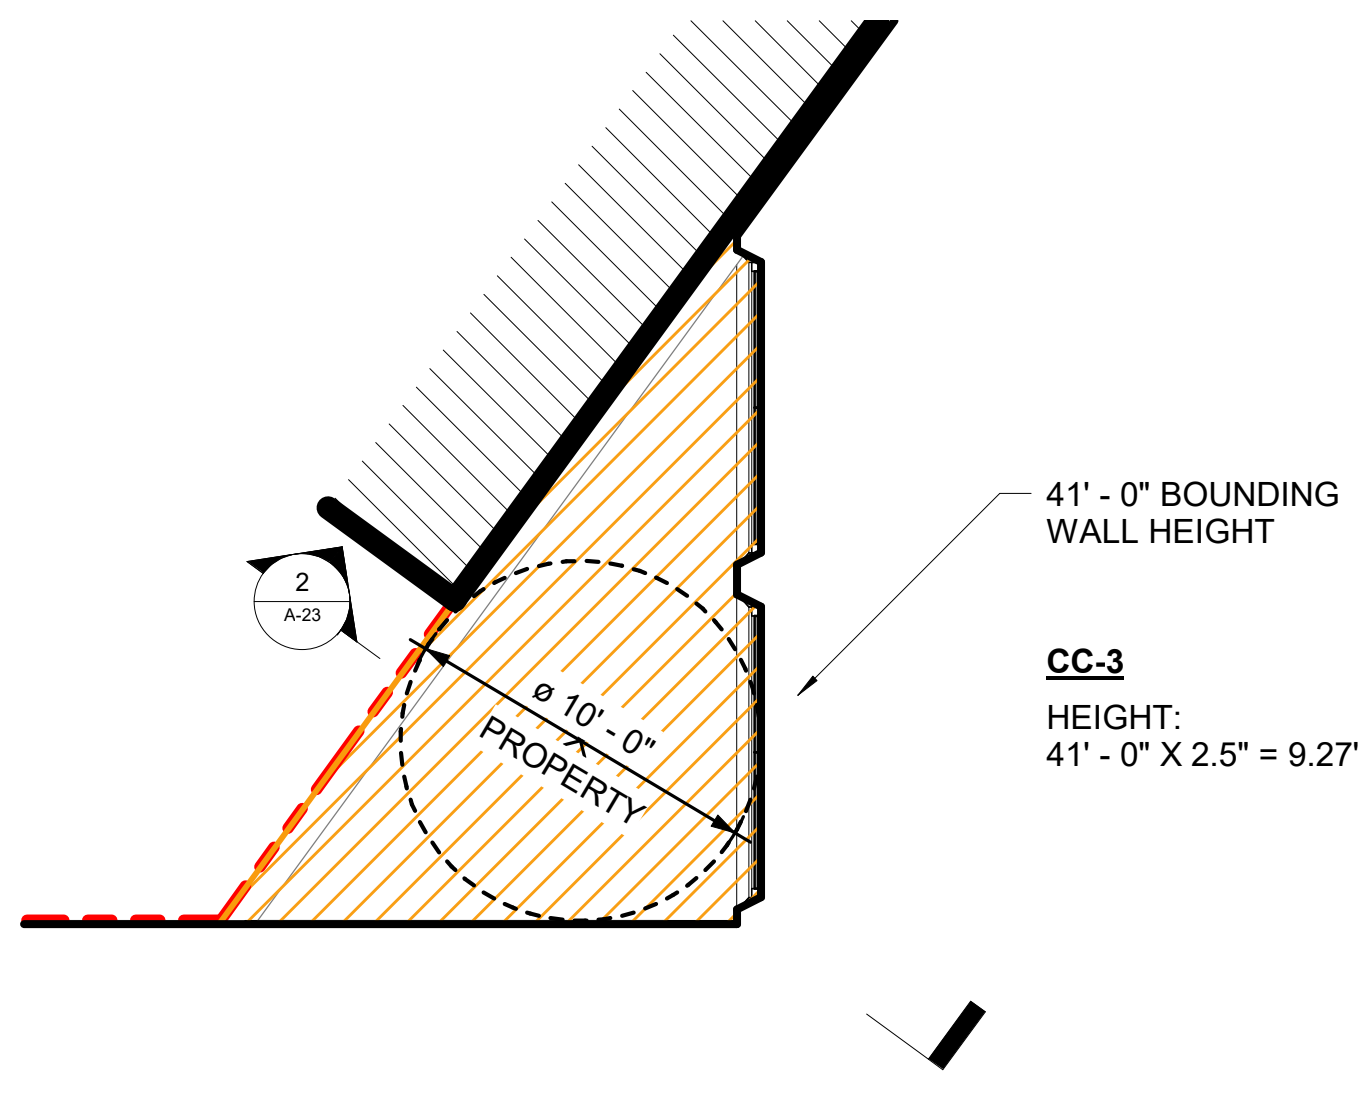 41' - 0" BOUNDING
WALL HEIGHT
2
A-23
CC-3
ø 10' - 0"
PROPERTY
HEIGHT:
41' - 0" X 2.5" = 9.27'